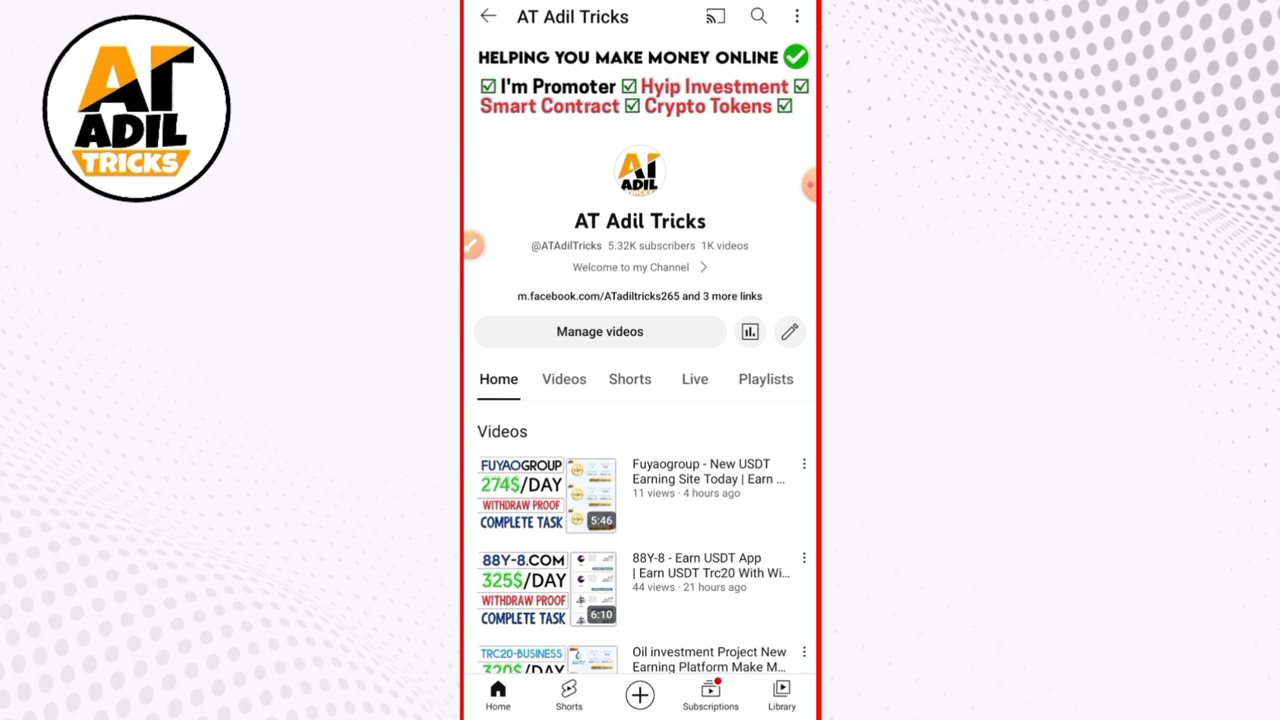 AT
ADIL
TRICKS
AT Adil Tricks
HELPING YOU MAKE MONEY ONLINE
I'm Promoter Hyip Investment
Smart Contract Crypto Tokens
AT
ADIL
AT Adil Tricks
@ATAdilTricks 5.32K subscribers 1K videos
Welcome to my Channel
m.facebook.com/ATadiltricks265 and 3 more links
Manage videos
Home Videos Shorts Live Playlists
Videos
FUYAOGROUP
274$/DAY
WITHDRAW PROOF
COMPLETE TASK
5:46
Fuyaogroup - New USDT
Earning Site Today | Earn ...
11 views · 4 hours ago
88Y-8.COM
325$/DAY
WITHDRAW PROOF
COMPLETE TASK
6:10
88Y-8 - Earn USDT App
| Earn USDT Trc20 With Wi...
44 views · 21 hours ago
TRC20-BUSINESS
320$/DAY
Oil investment Project New
Earning Platform Make M...
Home Shorts Subscriptions Library